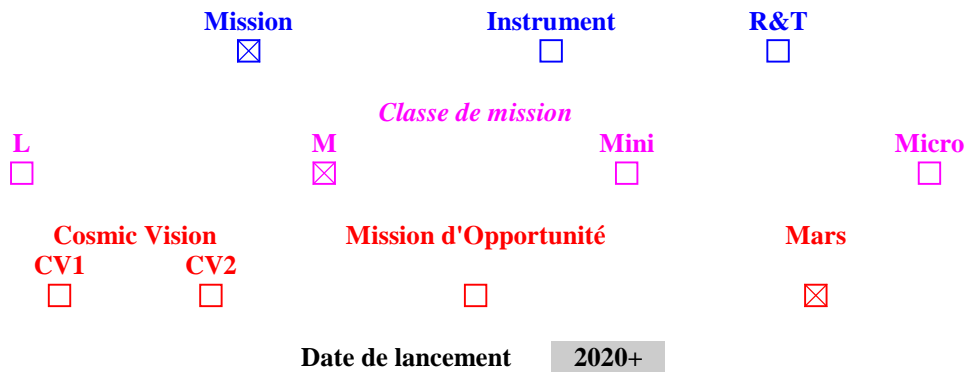 Mission Instrument R&T
☒ ☐ ☐
Classe de mission
L M Mini Micro
☐ ☒ ☐ ☐
Cosmic Vision Mission d'Opportunité Mars
CV1 CV2
☐ ☐ ☐ ☒
Date de lancement 2020+